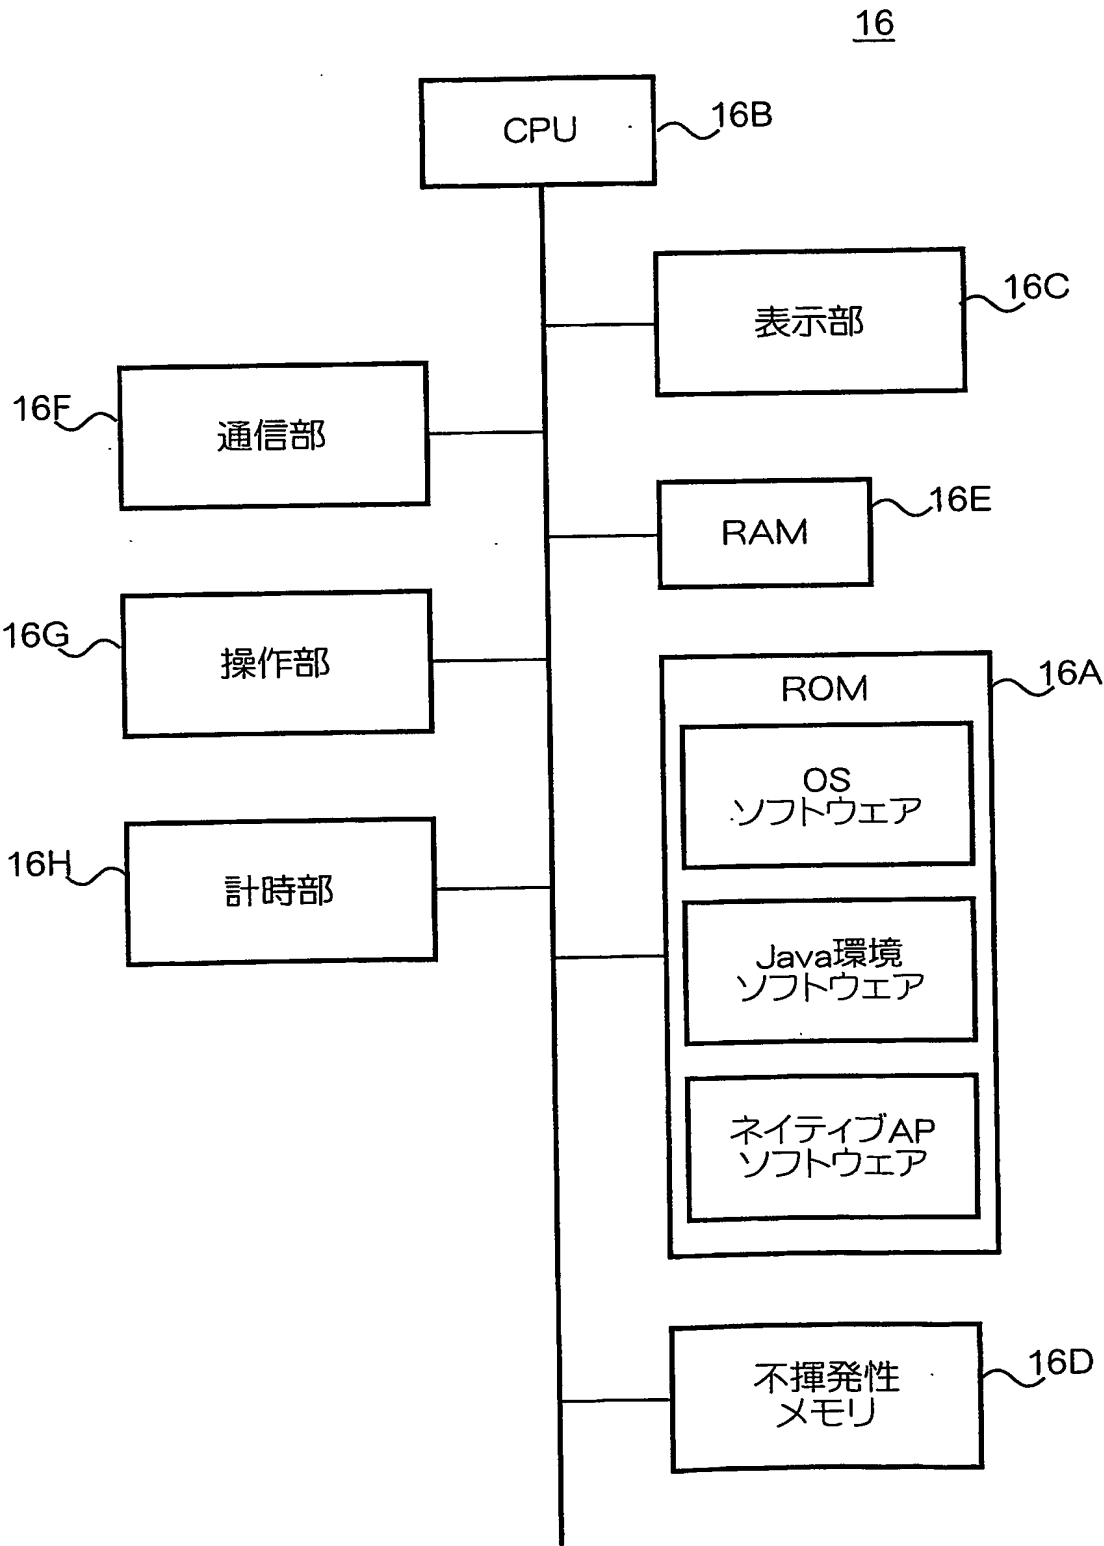 16
CPU
16B
表示部
16C
16F
通信部
RAM
16E
16G
操作部
ROM
16A
OS
ソフトウェア
16H
計時部
Java環境
ソフトウェア
ネイティブAP
ソフトウェア
不揮発性
メモリ
16D